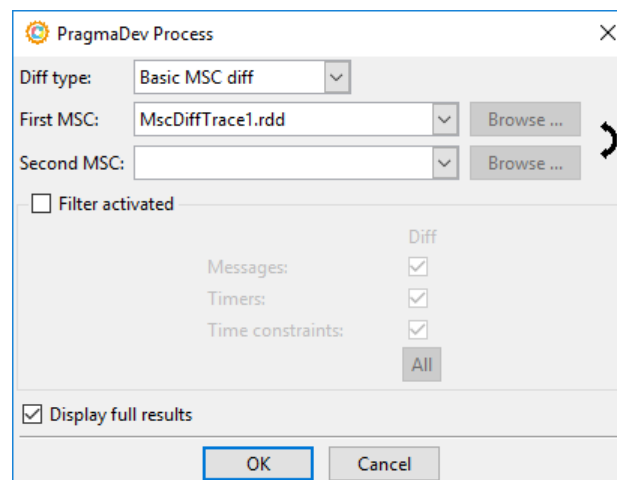 PragmaDev Process
Diff type: Basic MSC diff
First MSC: MscDiffTrace1.rdd Browse ...
Second MSC: Browse ...
Filter activated
Diff
Messages:
Timers:
Time constraints:
All
Display full results
OK Cancel